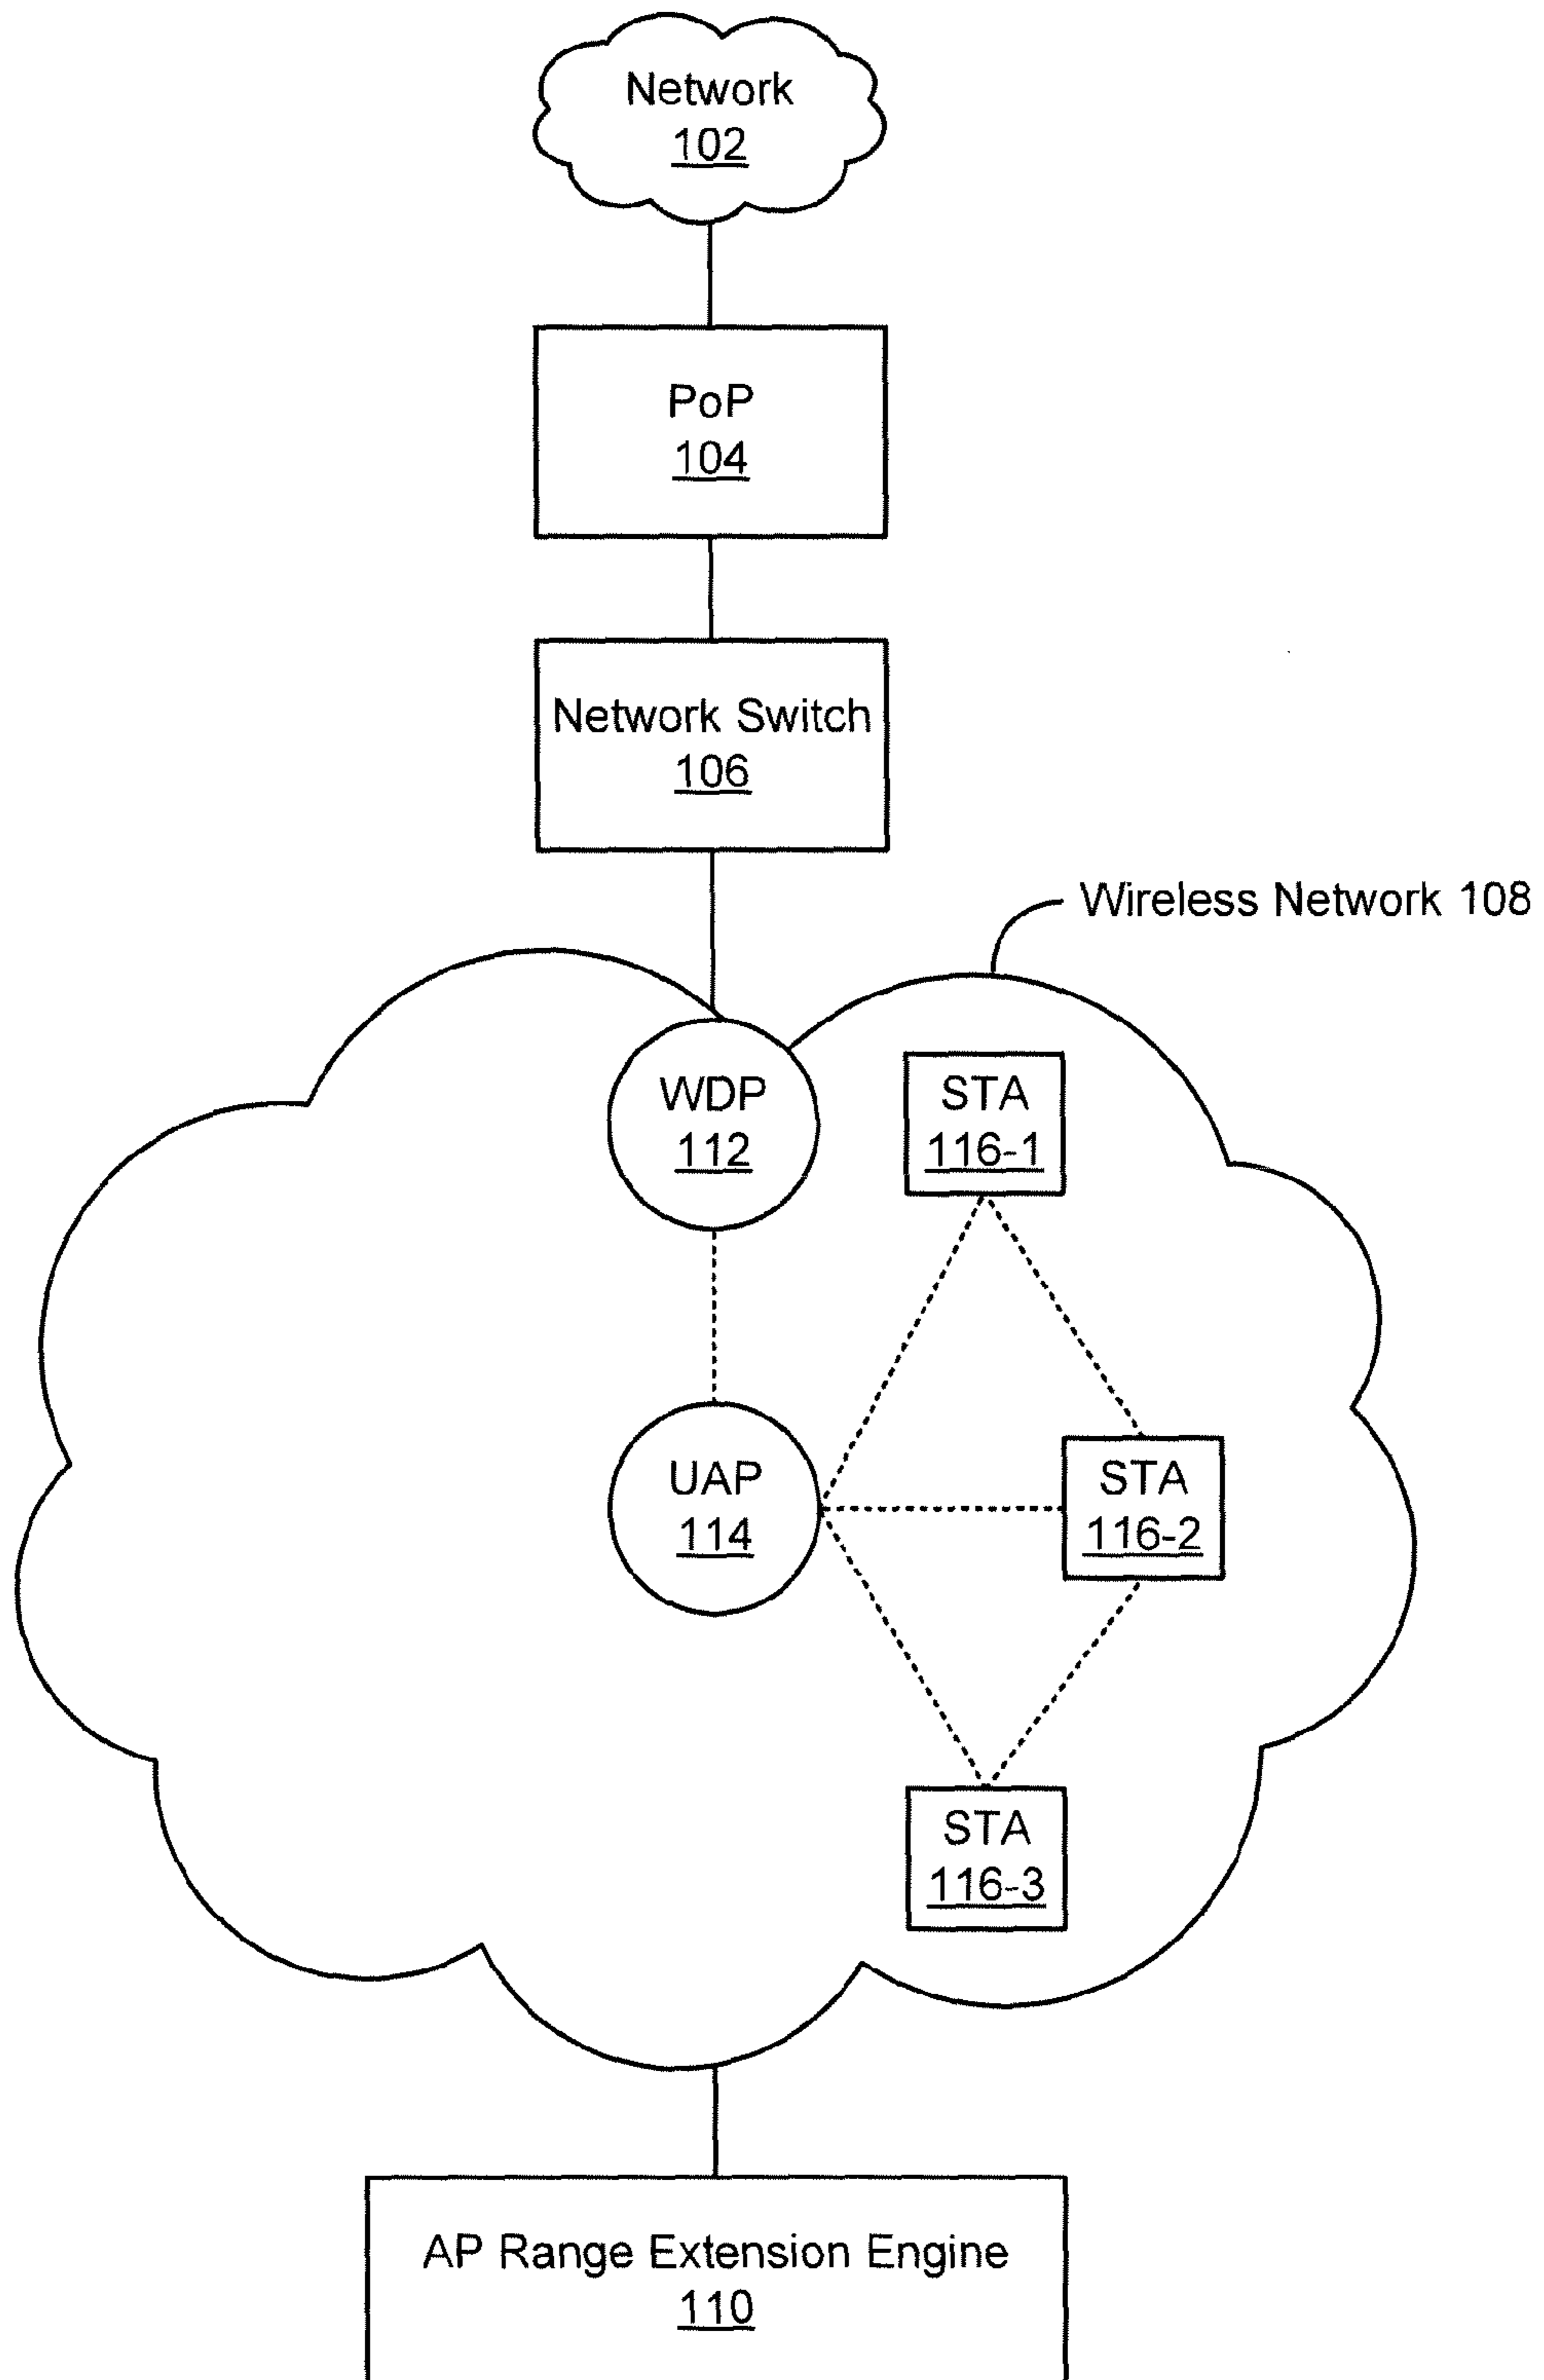 Network
102
PoP
104
Network Switch
106
Wireless Network 108
WDP
112
STA
116-1
UAP
114
STA
116-2
STA
116-3
AP Range Extension Engine
110